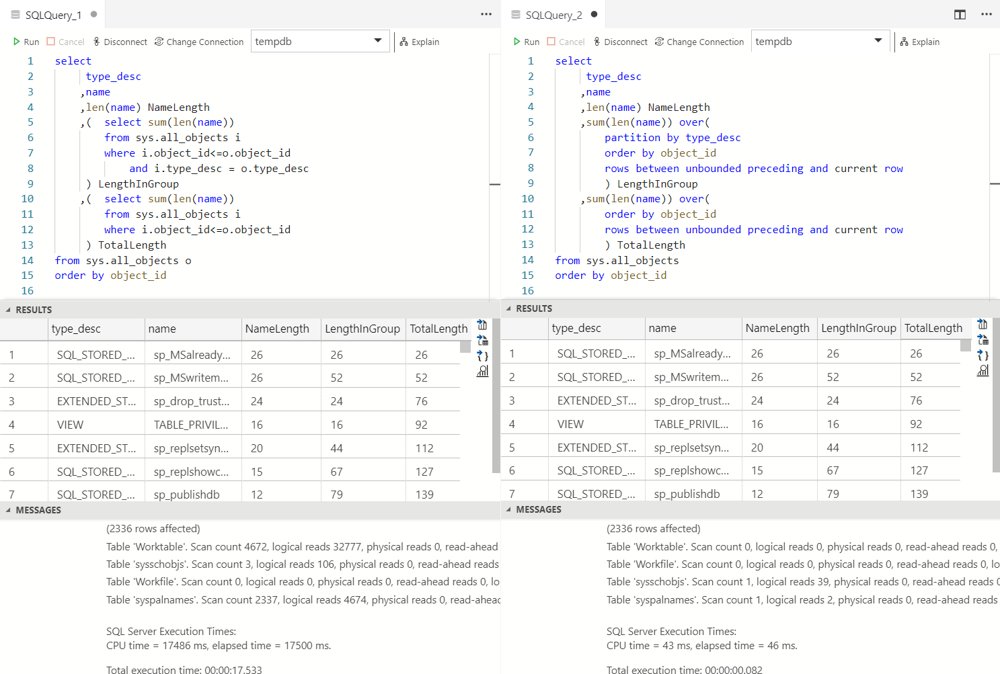 SQLQuery_1
Run Cancel Disconnect Change Connection tempdb Explain
1 select
2 type_desc
3 ,name
4 ,len(name) NameLength
5 ,( select sum(len(name))
6 from sys.all_objects i
7 where i.object_id<=o.object_id
8 and i.type_desc = o.type_desc
9 ) LengthInGroup
10 ,( select sum(len(name))
11 from sys.all_objects i
12 where i.object_id<=o.object_id
13 ) TotalLength
14 from sys.all_objects o
15 order by object_id
16
RESULTS
type_desc name NameLength LengthInGroup TotalLength
1 SQL_STORED_... sp_MSalready... 26 26 26
2 SQL_STORED_... sp_MSwritem... 26 52 52
3 EXTENDED_ST... sp_drop_trust... 24 24 76
4 VIEW TABLE_PRIVIL... 16 16 92
5 EXTENDED_ST... sp_replsetsyn... 20 44 112
6 SQL_STORED_... sp_replshowc... 15 67 127
7 SQL_STORED_... sp_publishdb 12 79 139
MESSAGES
(2336 rows affected)
Table 'Worktable'. Scan count 4672, logical reads 32777, physical reads 0, read-ahead
Table 'sysschobjs'. Scan count 3, logical reads 106, physical reads 0, read-ahead reads
Table 'Workfile'. Scan count 0, logical reads 0, physical reads 0, read-ahead reads 0, lo
Table 'syspalnames'. Scan count 2337, logical reads 4674, physical reads 0, read-ahead
SQL Server Execution Times:
CPU time = 17486 ms, elapsed time = 17500 ms.
Total execution time: 00:00:17.533
SQLQuery_2
Run Cancel Disconnect Change Connection tempdb Explain
1 select
2 type_desc
3 ,name
4 ,len(name) NameLength
5 ,sum(len(name)) over(
6 partition by type_desc
7 order by object_id
8 rows between unbounded preceding and current row
9 ) LengthInGroup
10 ,sum(len(name)) over(
11 order by object_id
12 rows between unbounded preceding and current row
13 ) TotalLength
14 from sys.all_objects
15 order by object_id
16
RESULTS
type_desc name NameLength LengthInGroup TotalLength
1 SQL_STORED_... sp_MSalready... 26 26 26
2 SQL_STORED_... sp_MSwritem... 26 52 52
3 EXTENDED_ST... sp_drop_trust... 24 24 76
4 VIEW TABLE_PRIVIL... 16 16 92
5 EXTENDED_ST... sp_replsetsyn... 20 44 112
6 SQL_STORED_... sp_replshowc... 15 67 127
7 SQL_STORED_... sp_publishdb 12 79 139
MESSAGES
(2336 rows affected)
Table 'Worktable'. Scan count 0, logical reads 0, physical reads 0, read-ahead reads 0,
Table 'Workfile'. Scan count 0, logical reads 0, physical reads 0, read-ahead reads 0, lo
Table 'sysschobjs'. Scan count 1, logical reads 39, physical reads 0, read-ahead reads 0
Table 'syspalnames'. Scan count 1, logical reads 2, physical reads 0, read-ahead reads
SQL Server Execution Times:
CPU time = 43 ms, elapsed time = 46 ms.
Total execution time: 00:00:00.082